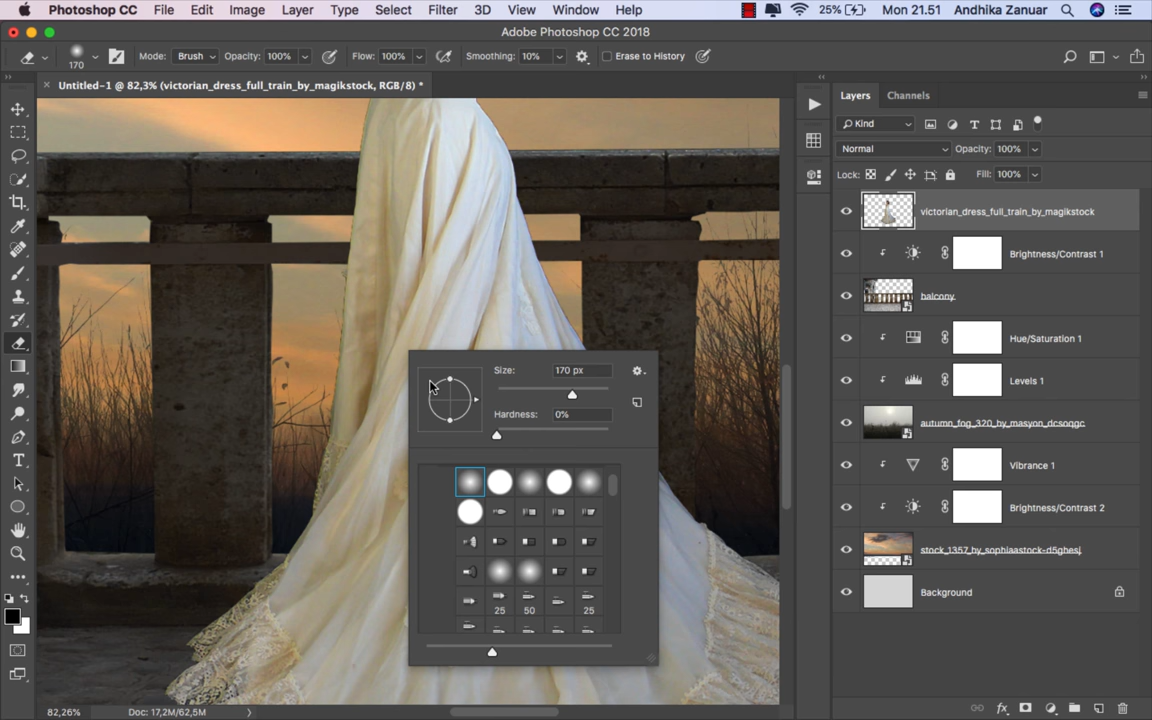 Photoshop CC File Edit Image Layer Type Select Filter 3D View Window Help 25% Mon 21.51 Andhika Zanuar
Adobe Photoshop CC 2018
170 Mode: Brush Opacity: 100% Flow: 100% Smoothing: 10% Erase to History
Untitled-1 @ 82,3% (victorian_dress_full_train_by_magikstock, RGB/8) *
Layers Channels
Kind
Normal Opacity: 100%
Lock: Fill: 100%
victorian_dress_full_train_by_magikstock
Brightness/Contrast 1
balcony
Hue/Saturation 1
Levels 1
autumn_fog_320_by_masyon_dcsoqgc
Vibrance 1
Brightness/Contrast 2
stock_1357_by_sophiaastock-d5ghesj
Background
Size: 170 px
Hardness: 0%
25 50 25
82,26% Doc: 17,2M/62,5M